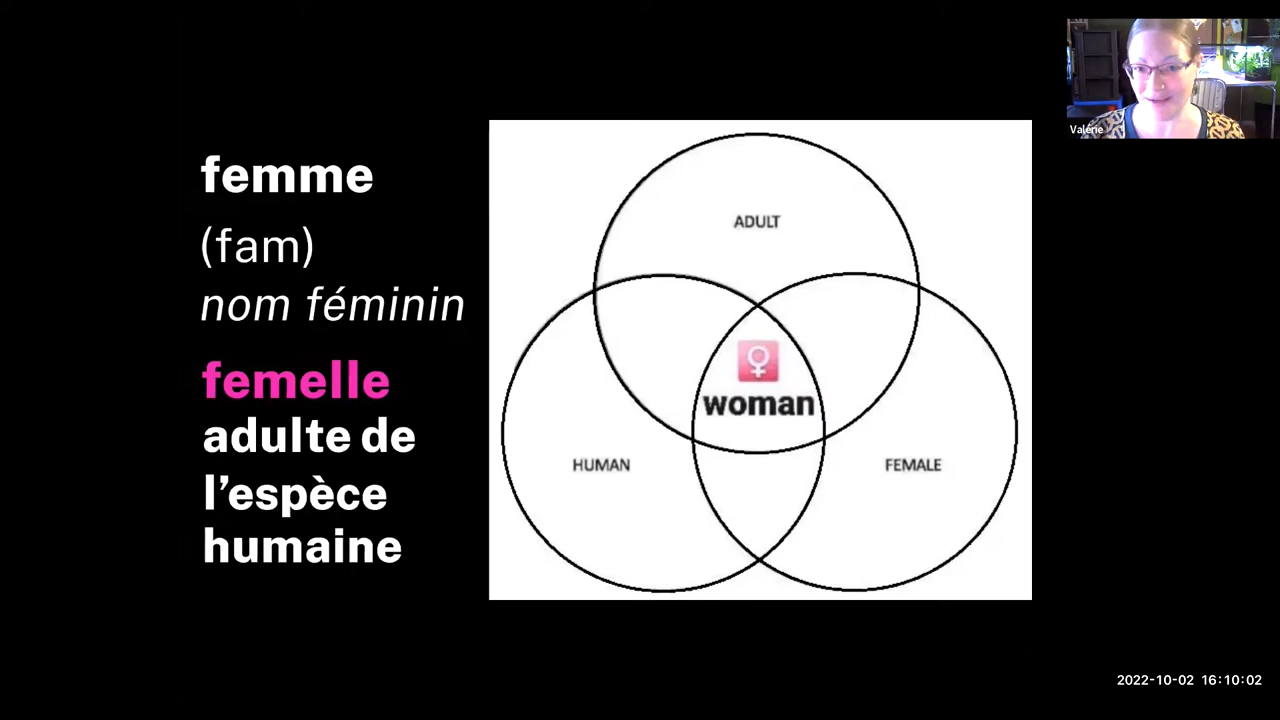 femme
(fam)
nom féminin
femelle
adulte de
l’espèce
humaine
ADULT
woman
HUMAN
FEMALE
Valérie
2022-10-02 16:10:02